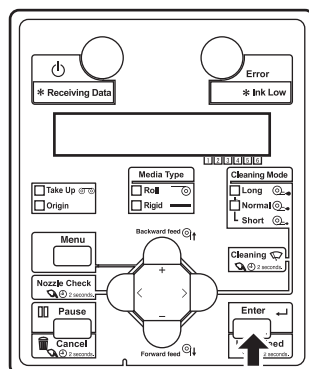 Error
* Receiving Data
* Ink Low
1 2 3 4 5 6
Media Type
Cleaning Mode
Take Up
Roll
Long
Origin
Rigid
Normal
Short
Menu
Backward feed
Cleaning
2 seconds.
Nozzle Check
2 seconds.
+
< >
−
Pause
Enter
Cancel
2 seconds.
Forward feed
2 seconds.